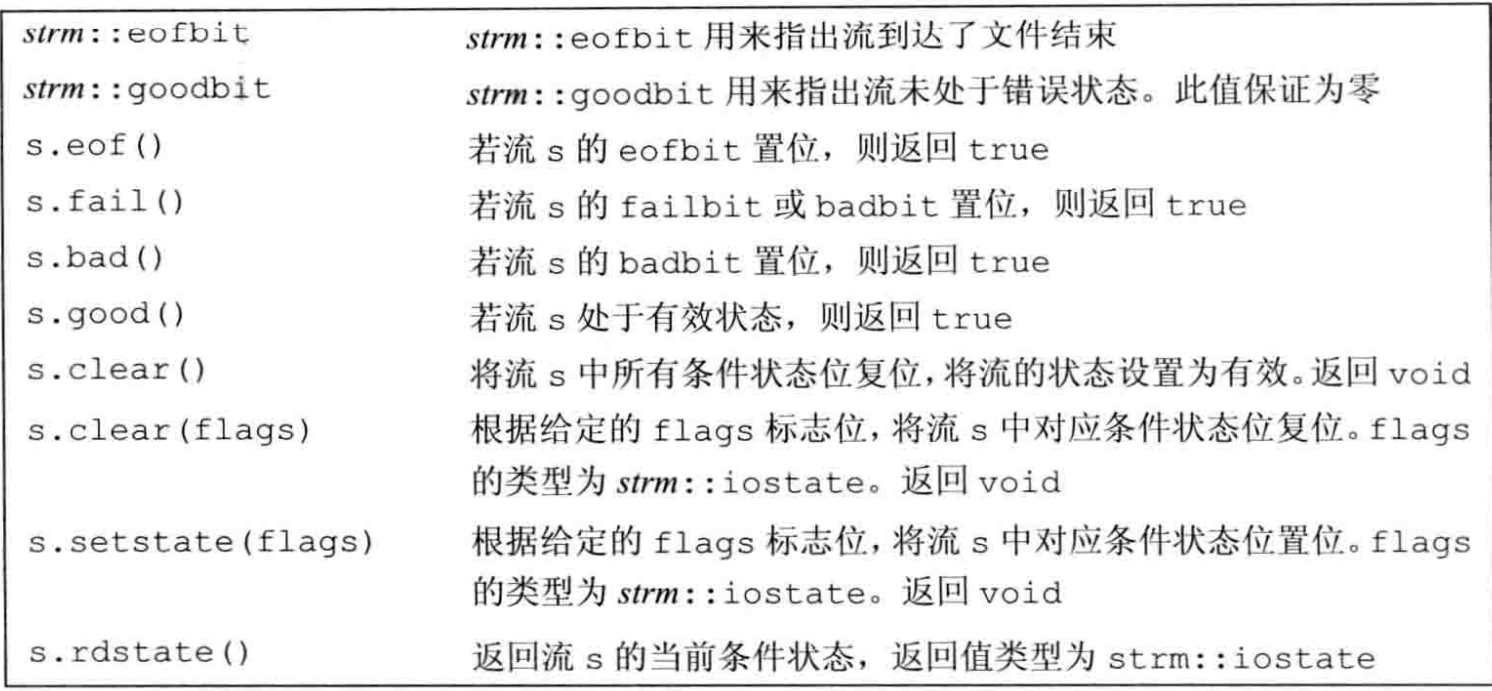 strm::eofbit strm::eofbit 用来指出流到达了文件结束
strm::goodbit strm::goodbit 用来指出流未处于错误状态。此值保证为零
s.eof() 若流 s 的 eofbit 置位，则返回 true
s.fail() 若流 s 的 failbit 或 badbit 置位，则返回 true
s.bad() 若流 s 的 badbit 置位，则返回 true
s.good() 若流 s 处于有效状态，则返回 true
s.clear() 将流 s 中所有条件状态位复位，将流的状态设置为有效。返回 void
s.clear(flags) 根据给定的 flags 标志位，将流 s 中对应条件状态位复位。flags
的类型为 strm::iostate。返回 void
s.setstate(flags) 根据给定的 flags 标志位，将流 s 中对应条件状态位置位。flags
的类型为 strm::iostate。返回 void
s.rdstate() 返回流 s 的当前条件状态，返回值类型为 strm::iostate